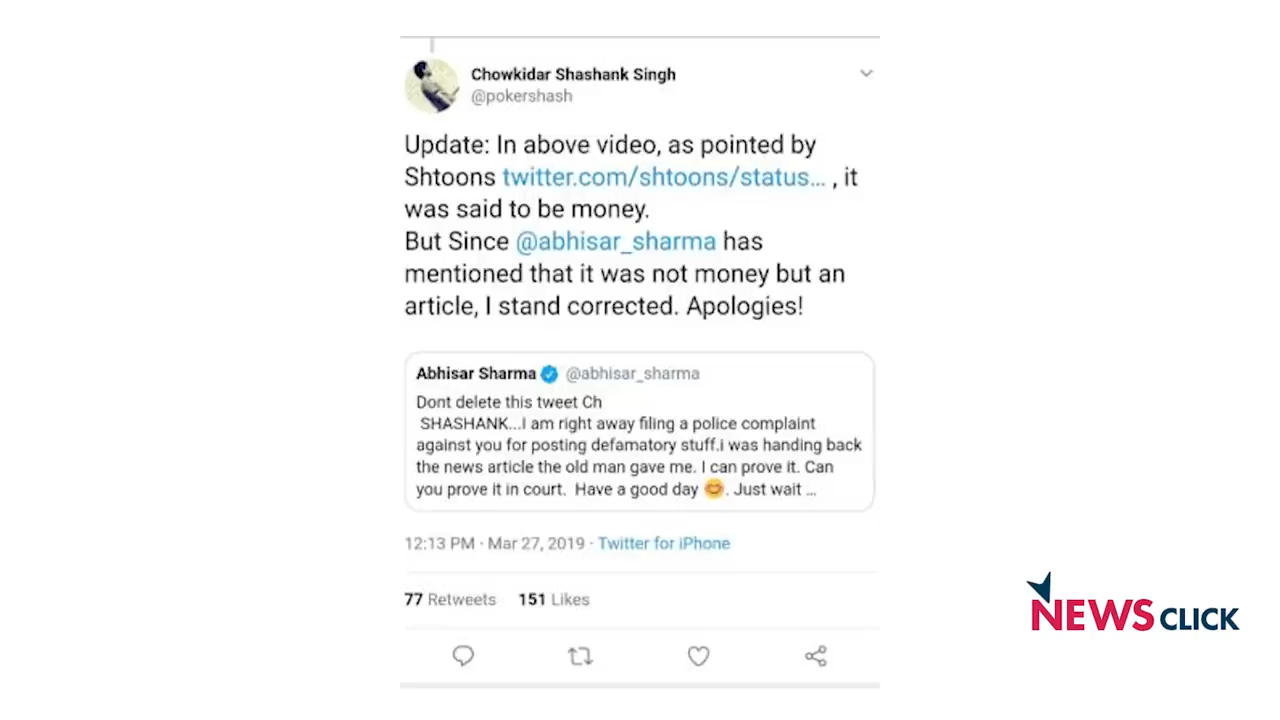 Chowkidar Shashank Singh
@pokershash
Update: In above video, as pointed by
Shtoons twitter.com/shtoons/status... , it
was said to be money.
But Since @abhisar_sharma has
mentioned that it was not money but an
article, I stand corrected. Apologies!
Abhisar Sharma @abhisar_sharma
Dont delete this tweet Ch
SHASHANK...I am right away filing a police complaint
against you for posting defamatory stuff.i was handing back
the news article the old man gave me. I can prove it. Can
you prove it in court. Have a good day 😊. Just wait ...
12:13 PM · Mar 27, 2019 · Twitter for iPhone
77 Retweets 151 Likes
NEWSCLICK